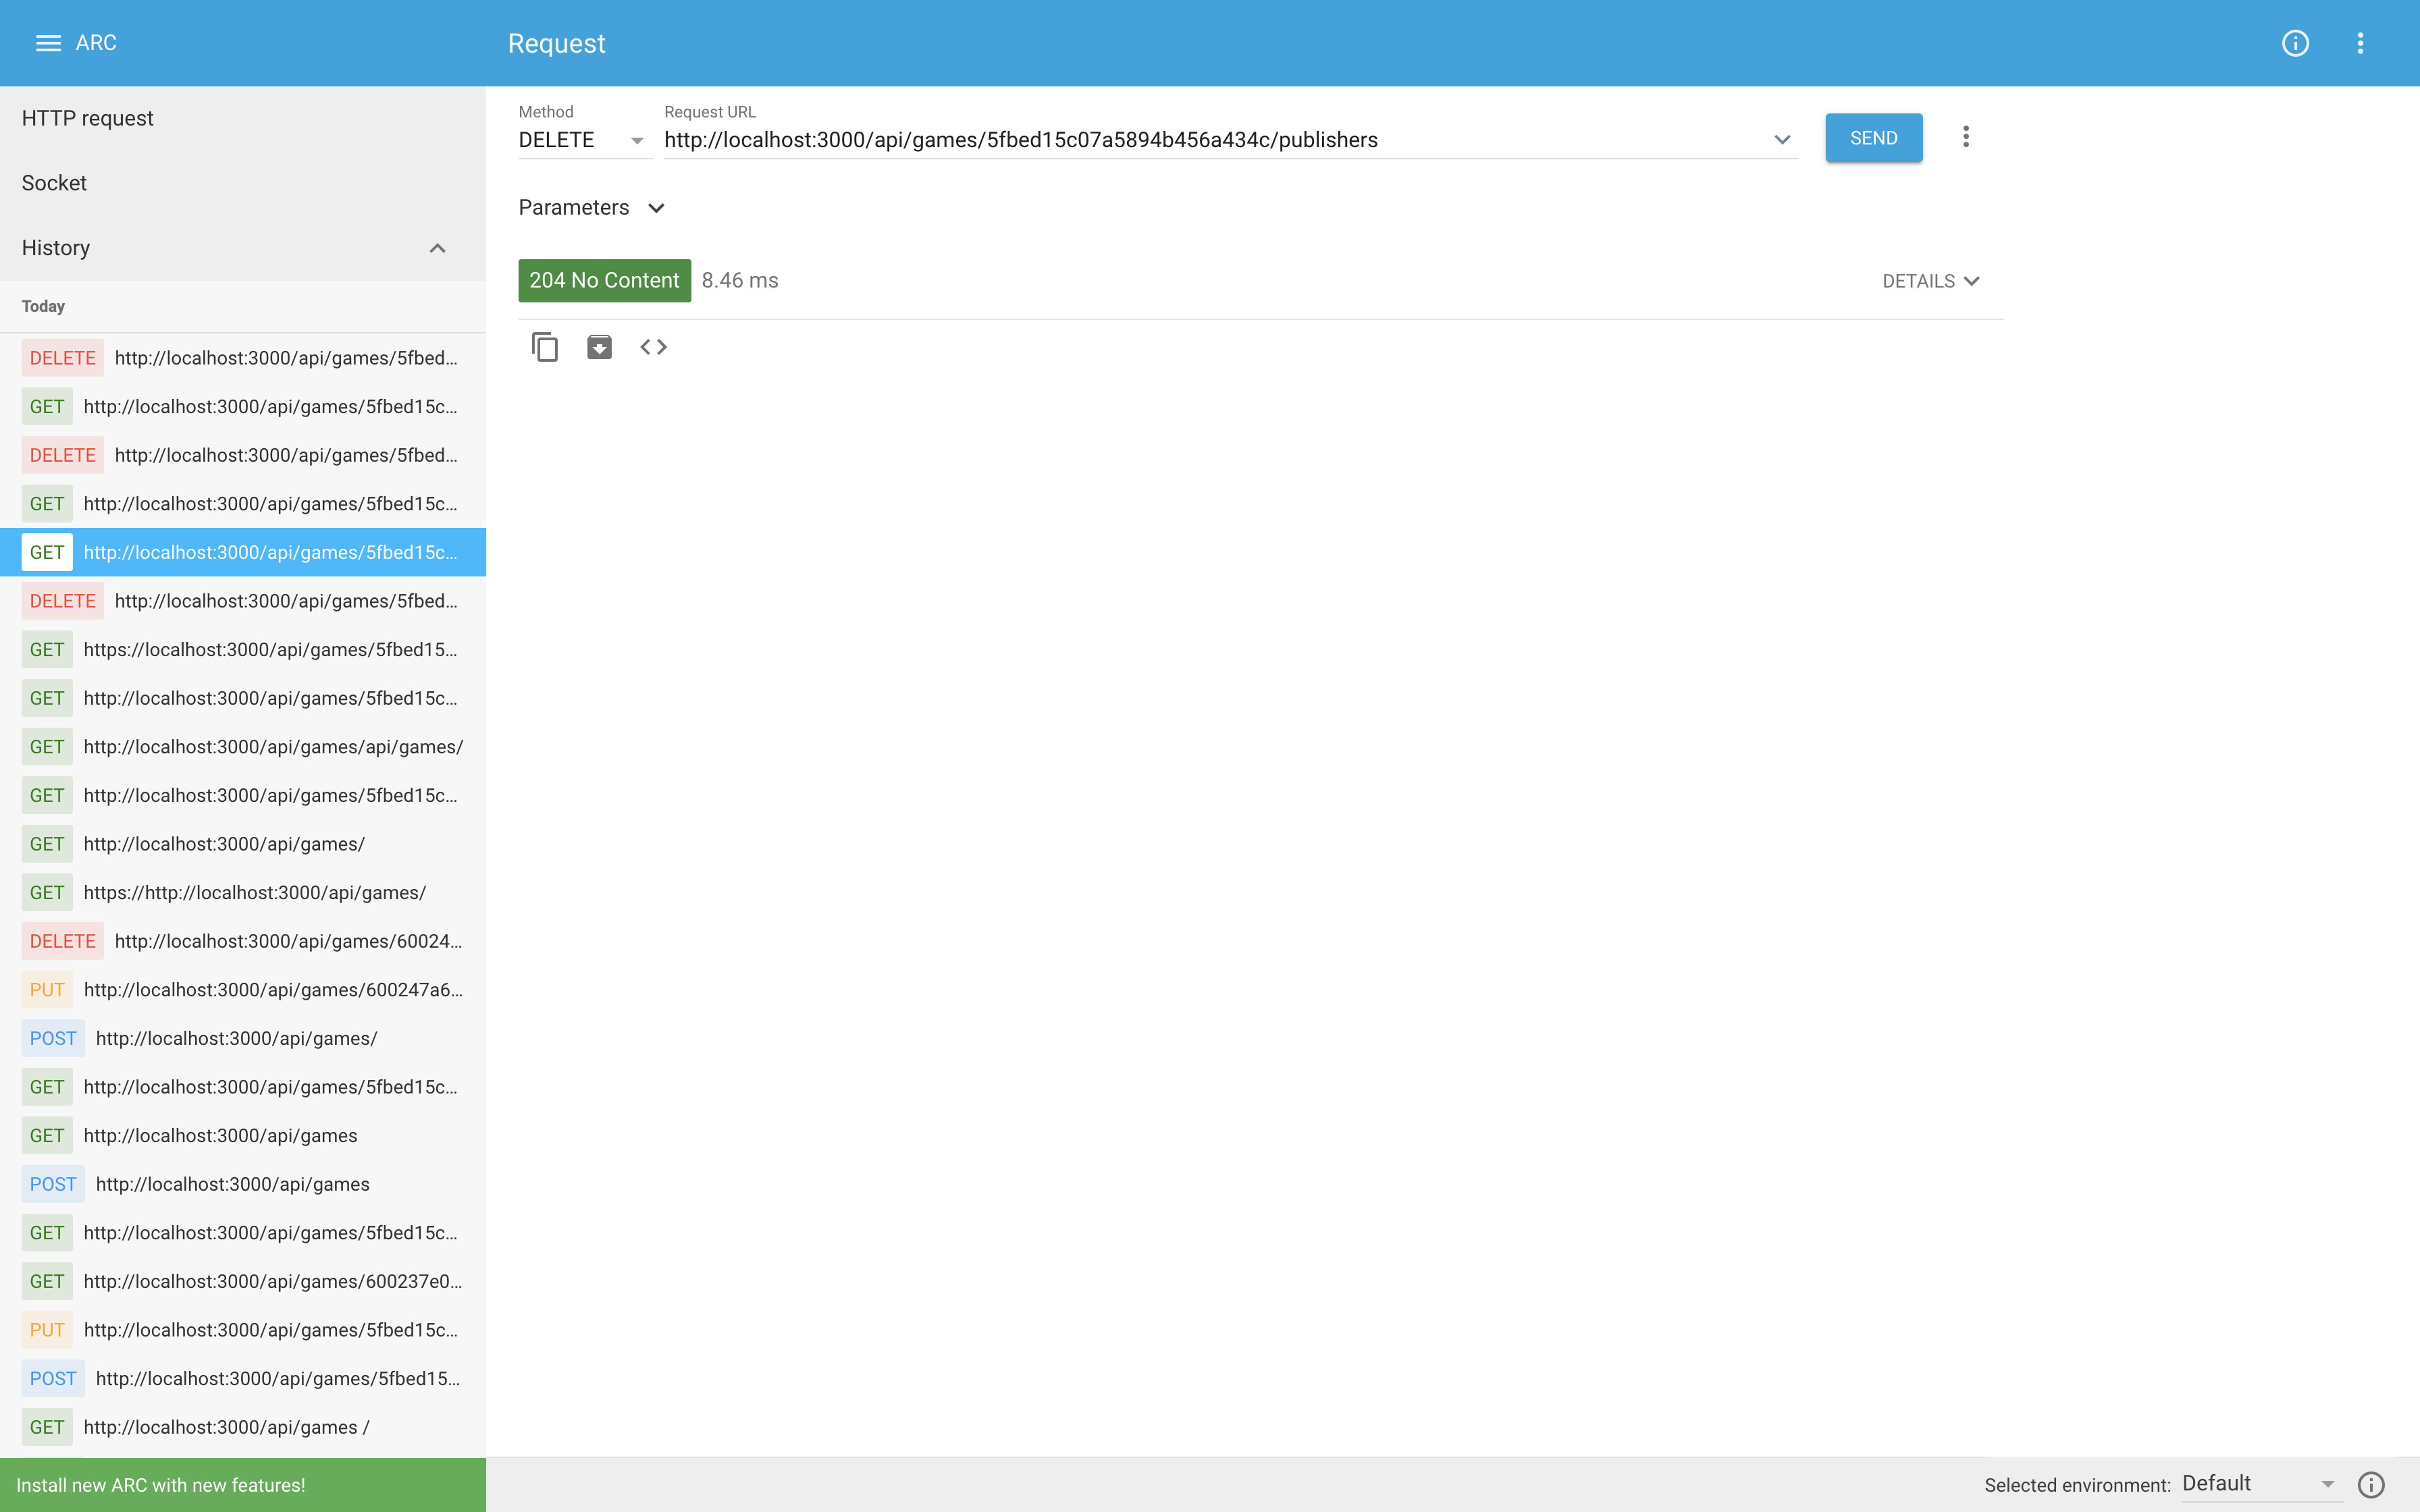 ARC
Request
HTTP request
Socket
History
Today
DELETE http://localhost:3000/api/games/5fbed...
GET http://localhost:3000/api/games/5fbed15c...
DELETE http://localhost:3000/api/games/5fbed...
GET http://localhost:3000/api/games/5fbed15c...
GET http://localhost:3000/api/games/5fbed15c...
DELETE http://localhost:3000/api/games/5fbed...
GET https://localhost:3000/api/games/5fbed15...
GET http://localhost:3000/api/games/5fbed15c...
GET http://localhost:3000/api/games/api/games/
GET http://localhost:3000/api/games/5fbed15c...
GET http://localhost:3000/api/games/
GET https://http://localhost:3000/api/games/
DELETE http://localhost:3000/api/games/60024...
PUT http://localhost:3000/api/games/600247a6...
POST http://localhost:3000/api/games/
GET http://localhost:3000/api/games/5fbed15c...
GET http://localhost:3000/api/games
POST http://localhost:3000/api/games
GET http://localhost:3000/api/games/5fbed15c...
GET http://localhost:3000/api/games/600237e0...
PUT http://localhost:3000/api/games/5fbed15c...
POST http://localhost:3000/api/games/5fbed15...
GET http://localhost:3000/api/games /
Install new ARC with new features!
Method
DELETE
Request URL
http://localhost:3000/api/games/5fbed15c07a5894b456a434c/publishers
SEND
Parameters
204 No Content 8.46 ms
DETAILS
Selected environment: Default